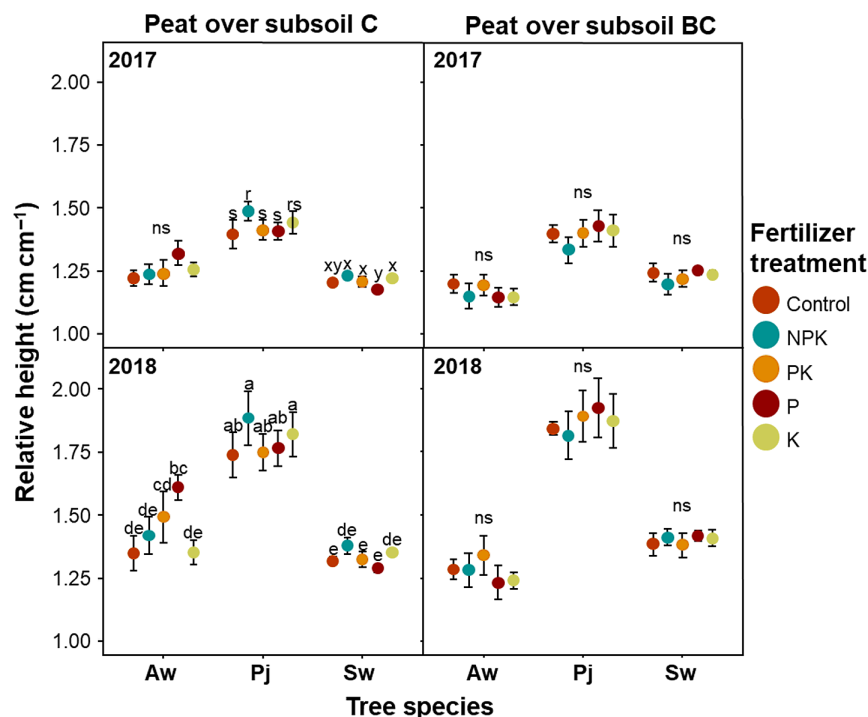 Peat over subsoil C
Peat over subsoil BC
Relative height (cm cm⁻¹)
2017
2.00
1.75
1.50
1.25
1.00
ns
s r s s rs
xy x x y x
2017
ns
ns
ns
2018
2.00
1.75
1.50
1.25
1.00
de de cd bc de
ab a ab ab a
e de e e de
2018
ns
ns
ns
Aw Pj Sw
Aw Pj Sw
Tree species
Fertilizer
treatment
Control
NPK
PK
P
K